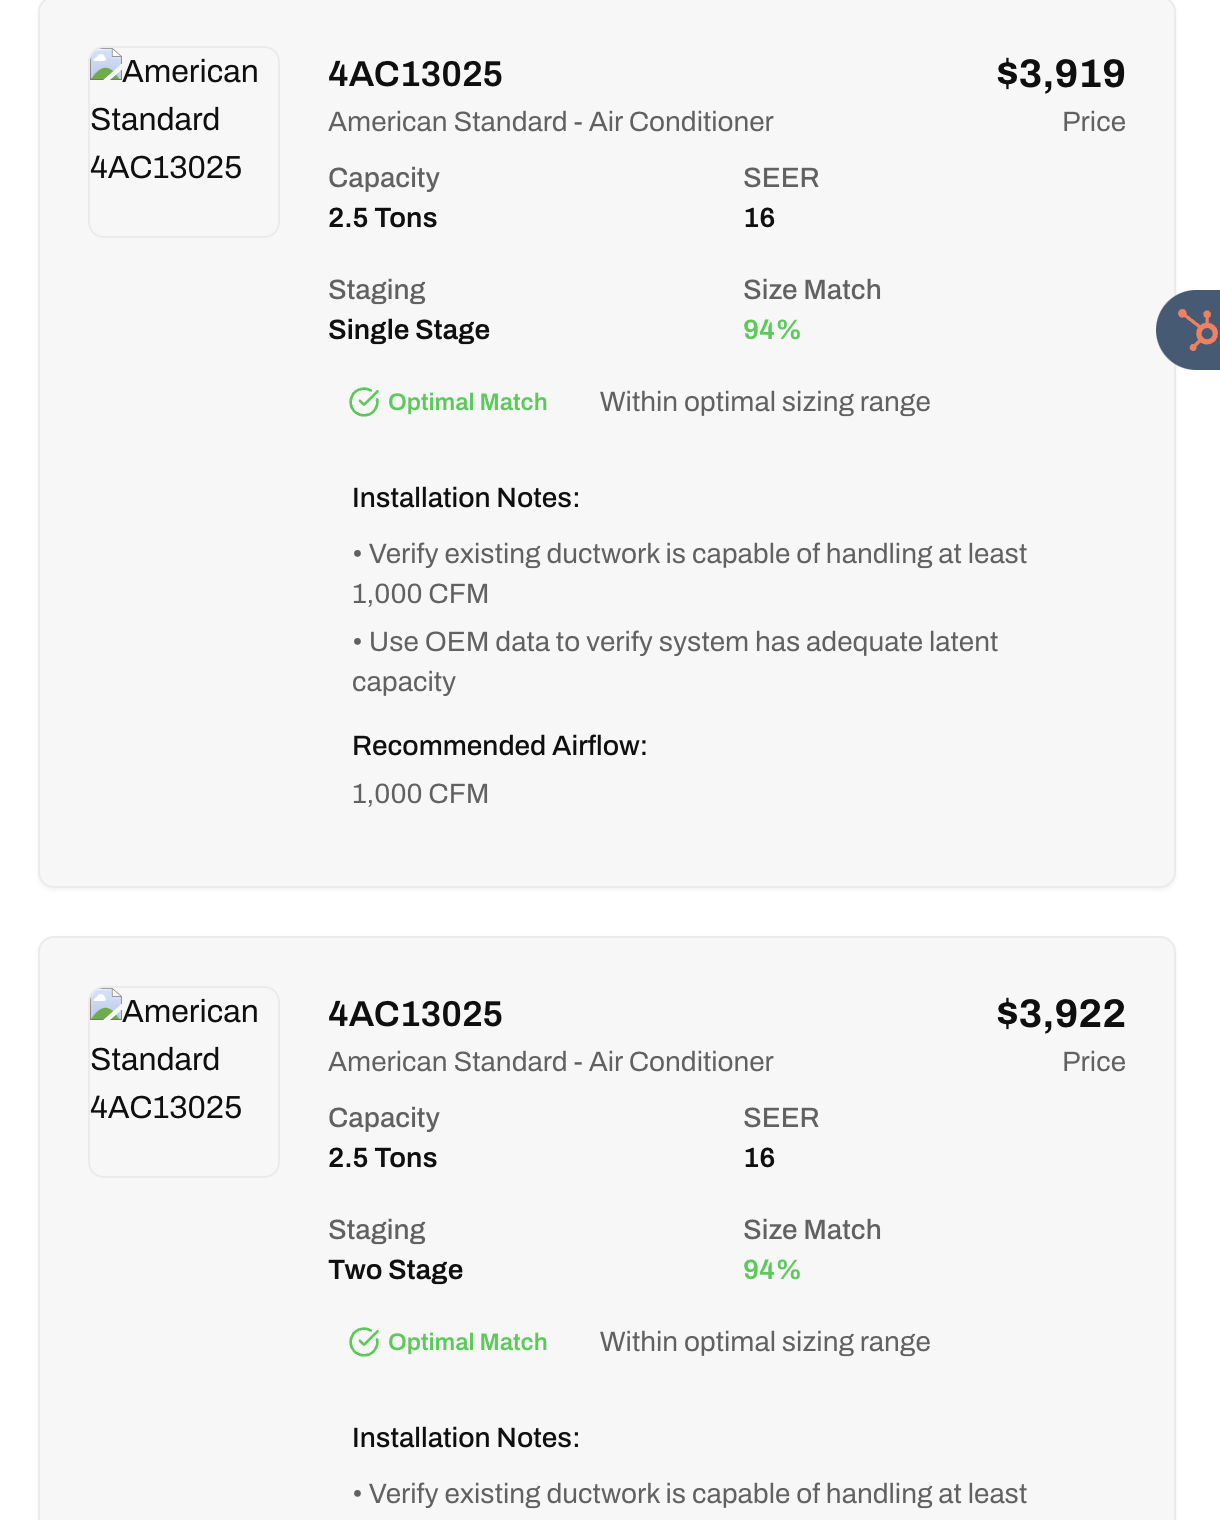 American
Standard
4AC13025
4AC13025
American Standard - Air Conditioner
$3,919
Price
Capacity
2.5 Tons
SEER
16
Staging
Single Stage
Size Match
94%
Optimal Match
Within optimal sizing range
Installation Notes:
• Verify existing ductwork is capable of handling at least
1,000 CFM
• Use OEM data to verify system has adequate latent
capacity
Recommended Airflow:
1,000 CFM
American
Standard
4AC13025
4AC13025
American Standard - Air Conditioner
$3,922
Price
Capacity
2.5 Tons
SEER
16
Staging
Two Stage
Size Match
94%
Optimal Match
Within optimal sizing range
Installation Notes:
• Verify existing ductwork is capable of handling at least